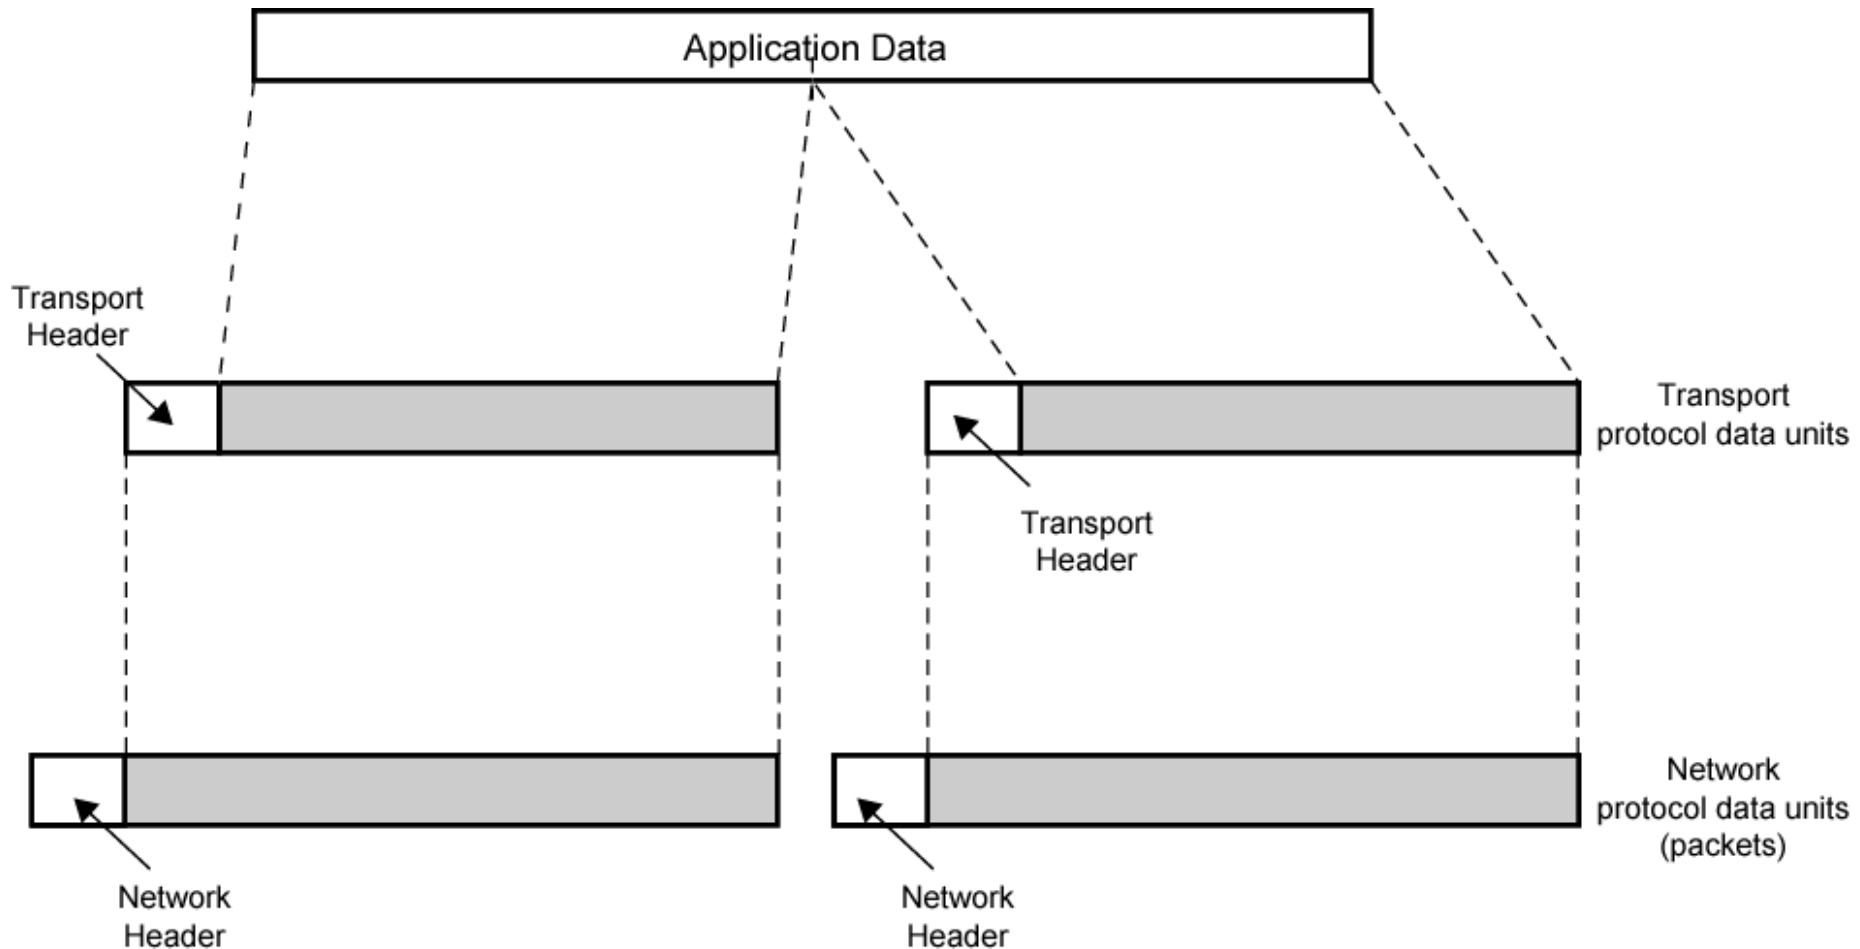 Application Data
Transport
Header
Transport
protocol data units
Transport
Header
Network
protocol data units
(packets)
Network
Header
Network
Header